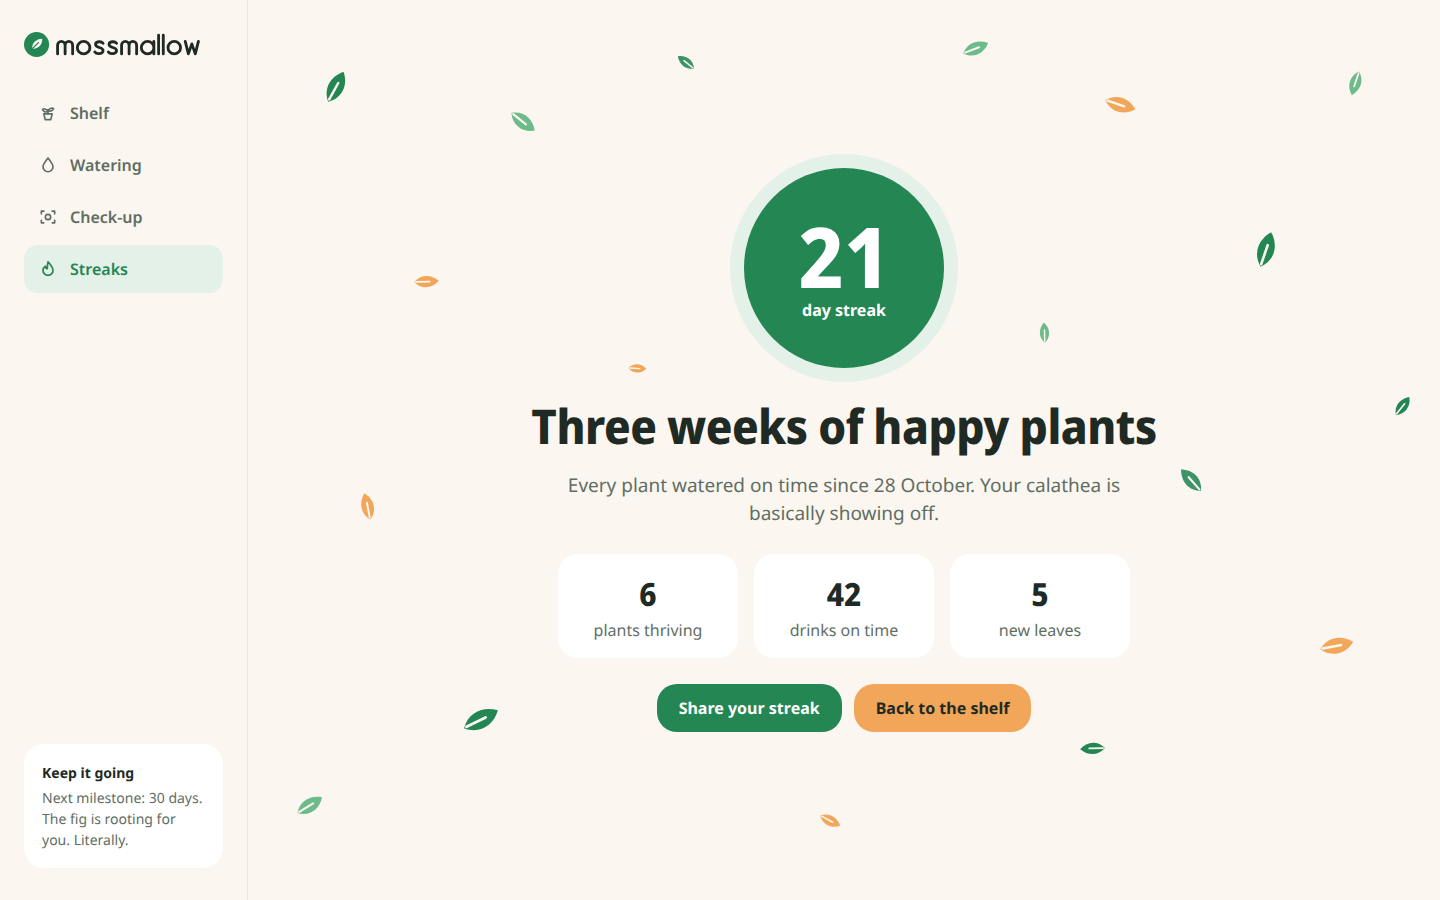 mossmallow
Shelf
Watering
Check-up
Streaks
Keep it going
Next milestone: 30 days.
The fig is rooting for
you. Literally.
21
day streak
Three weeks of happy plants
Every plant watered on time since 28 October. Your calathea is
basically showing off.
6
plants thriving
42
drinks on time
5
new leaves
Share your streak
Back to the shelf